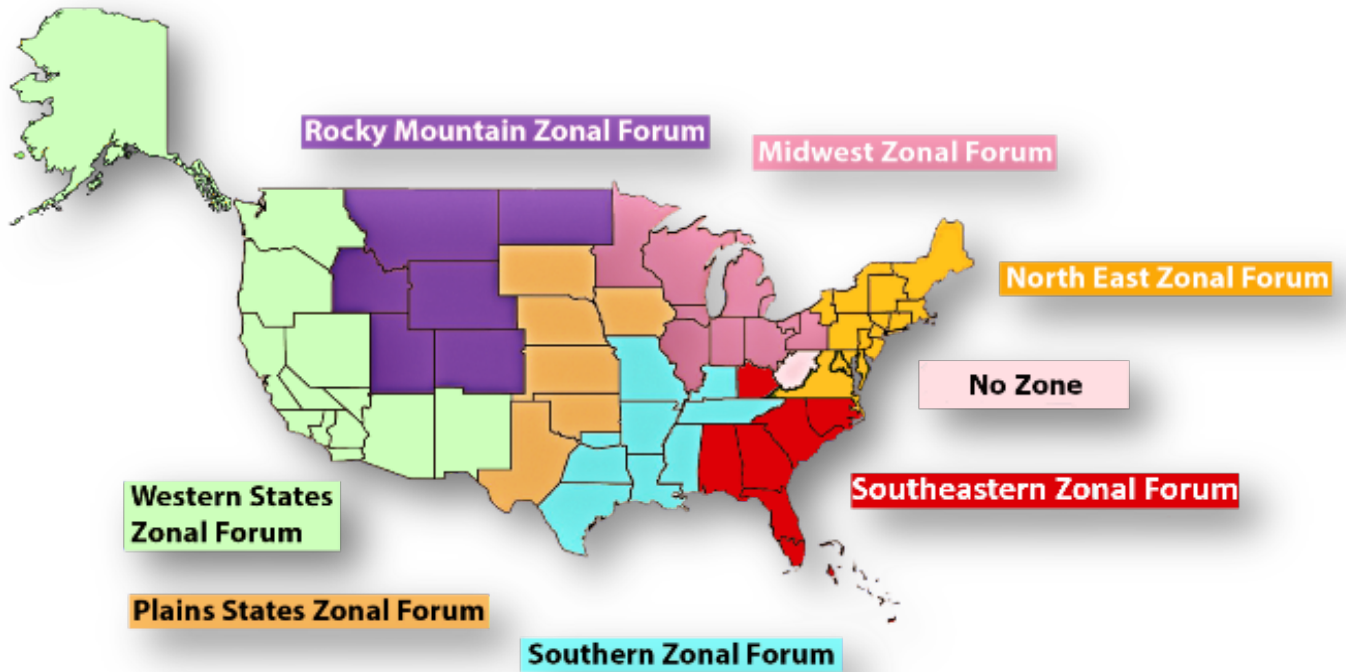 Rocky Mountain Zonal Forum
Midwest Zonal Forum
North East Zonal Forum
No Zone
Southeastern Zonal Forum
Western States
Zonal Forum
Plains States Zonal Forum
Southern Zonal Forum